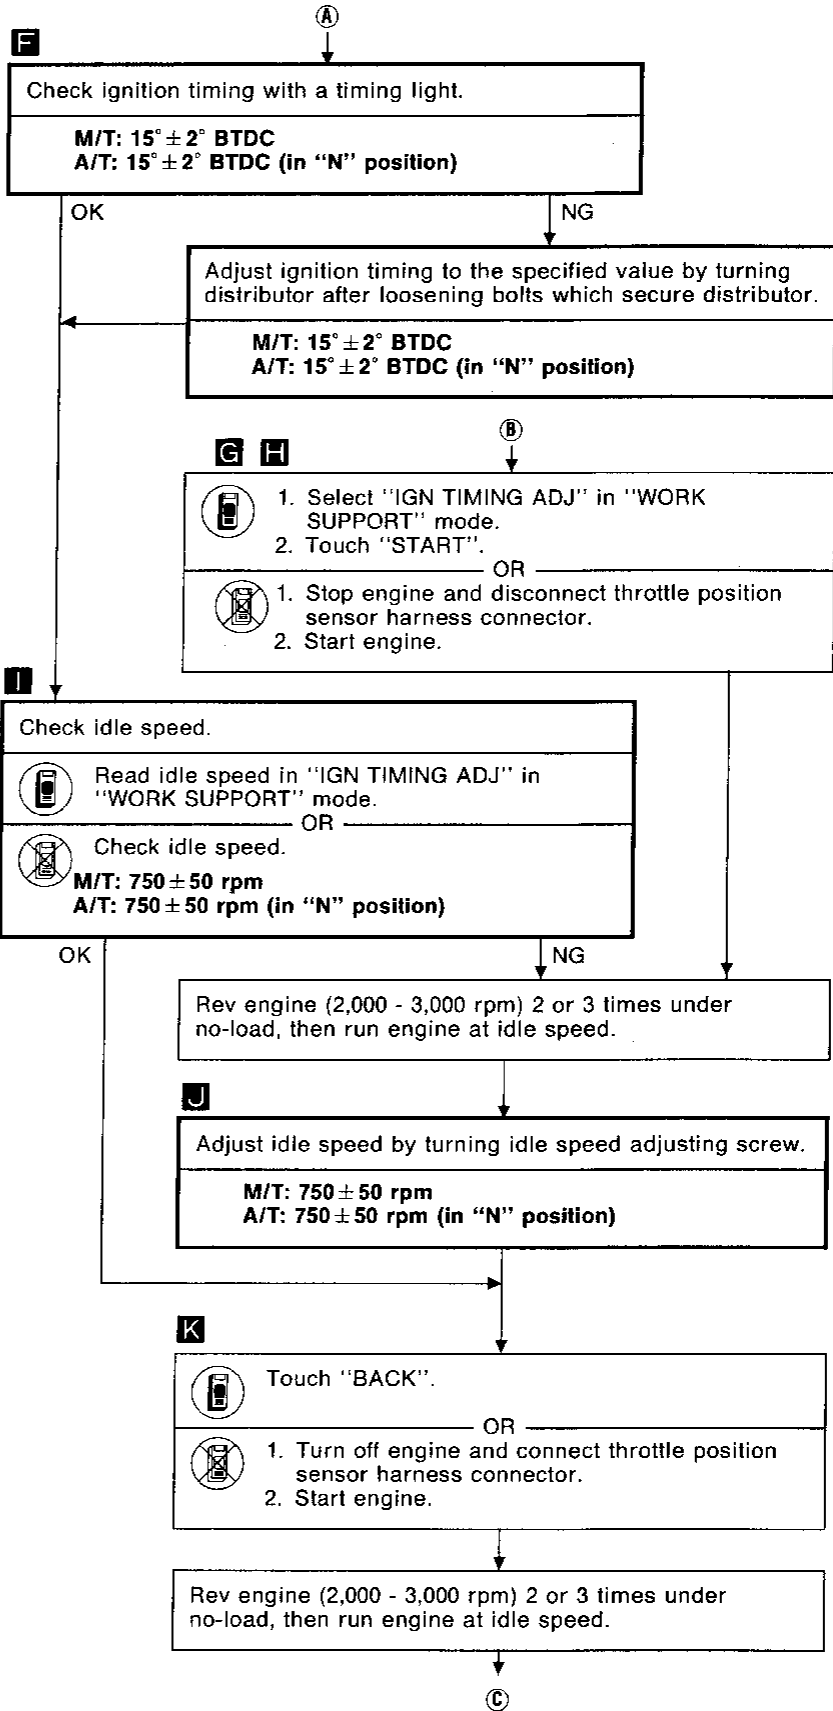 A
F
Check ignition timing with a timing light.
M/T: 15°±2° BTDC
A/T: 15°±2° BTDC (in “N” position)
OK
NG
Adjust ignition timing to the specified value by turning
distributor after loosening bolts which secure distributor.
M/T: 15°±2° BTDC
A/T: 15°±2° BTDC (in “N” position)
B
G H
1. Select “IGN TIMING ADJ” in “WORK
SUPPORT” mode.
2. Touch “START”.
OR
1. Stop engine and disconnect throttle position
sensor harness connector.
2. Start engine.
I
Check idle speed.
Read idle speed in “IGN TIMING ADJ” in
“WORK SUPPORT” mode.
OR
Check idle speed.
M/T: 750±50 rpm
A/T: 750±50 rpm (in “N” position)
OK
NG
Rev engine (2,000 - 3,000 rpm) 2 or 3 times under
no-load, then run engine at idle speed.
J
Adjust idle speed by turning idle speed adjusting screw.
M/T: 750±50 rpm
A/T: 750±50 rpm (in “N” position)
K
Touch “BACK”.
OR
1. Turn off engine and connect throttle position
sensor harness connector.
2. Start engine.
Rev engine (2,000 - 3,000 rpm) 2 or 3 times under
no-load, then run engine at idle speed.
C